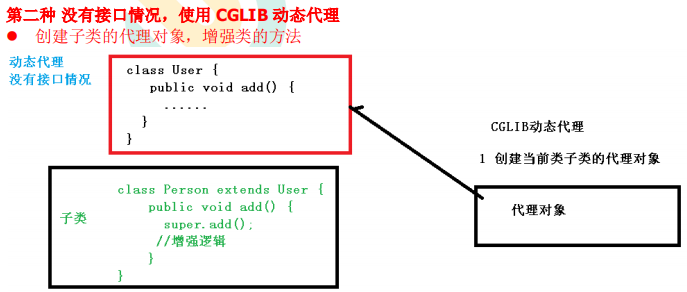 第二种 没有接口情况，使用 CGLIB 动态代理
● 创建子类的代理对象，增强类的方法
动态代理
没有接口情况
class User {
public void add() {
......
}
}
子类
class Person extends User {
public void add() {
super.add();
//增强逻辑
}
}
CGLIB动态代理
1 创建当前类子类的代理对象
代理对象